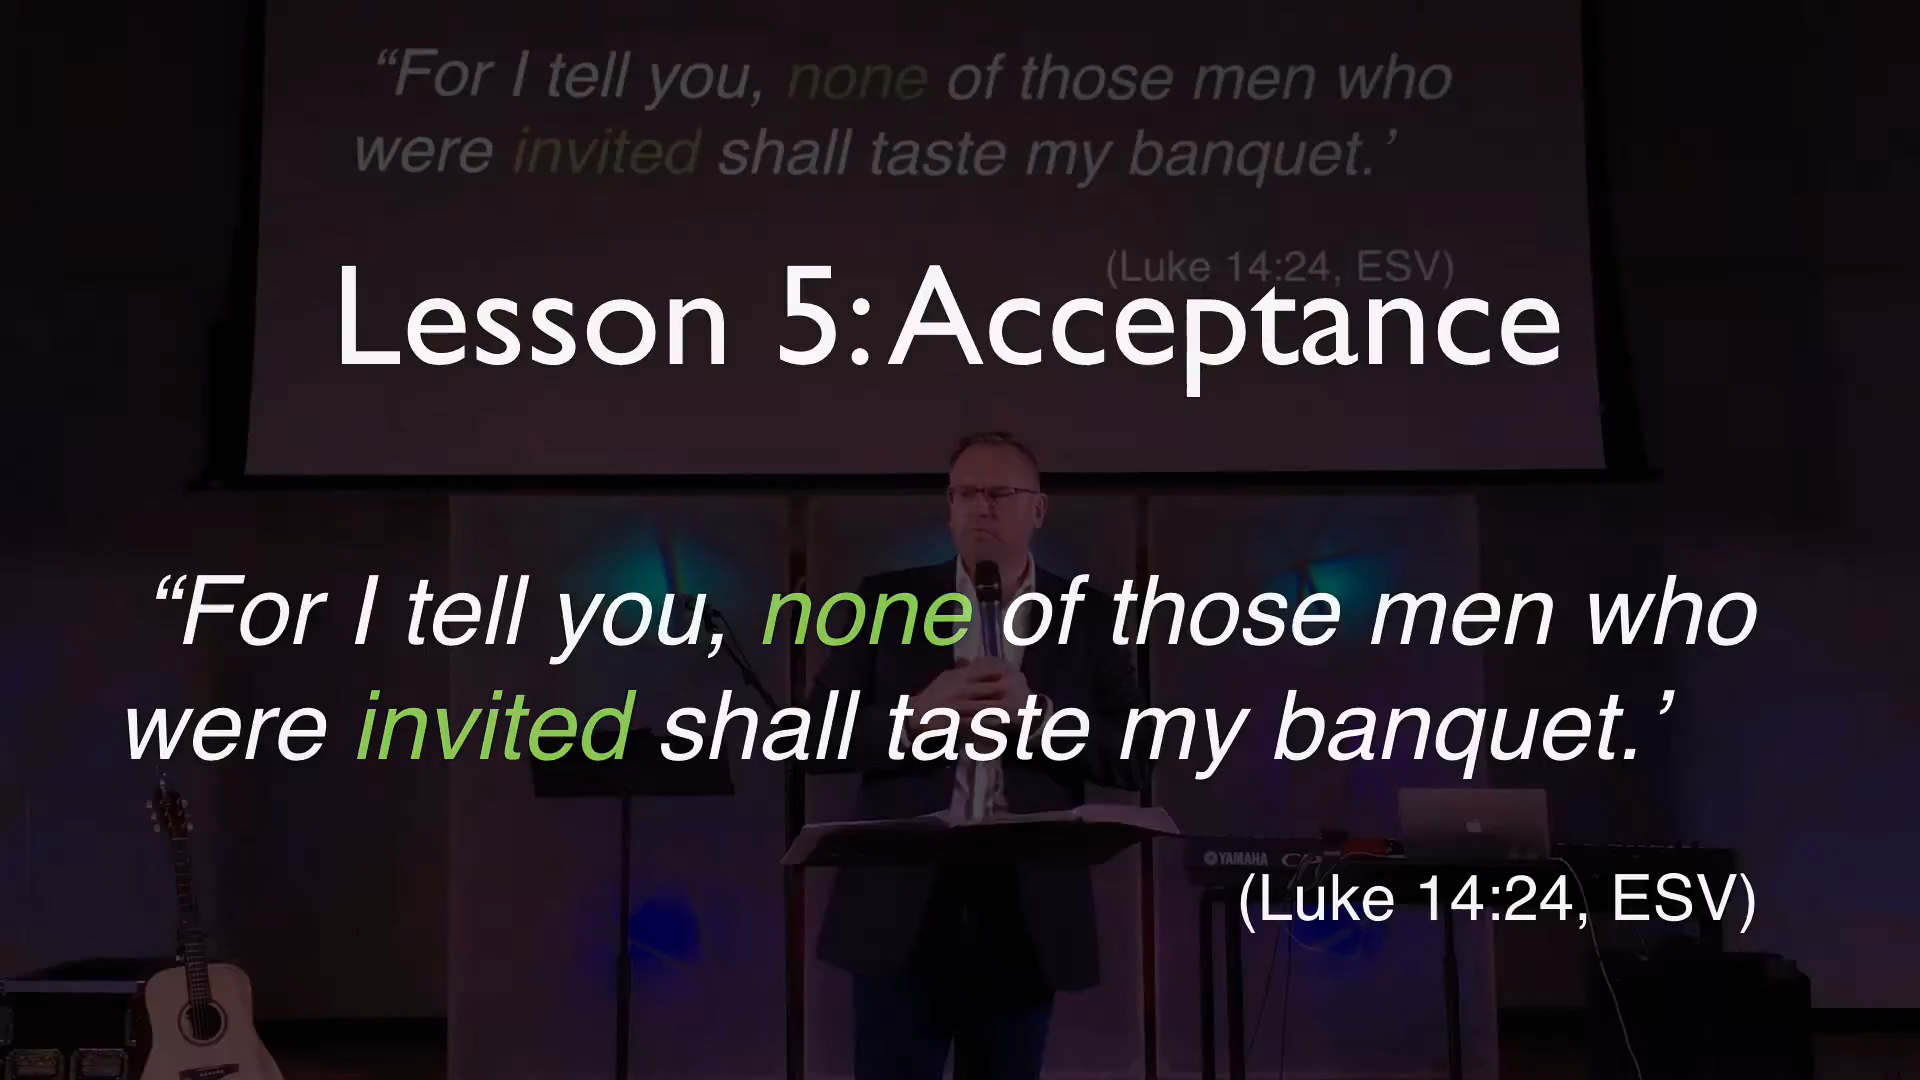 “For I tell you, none of those men who
were invited shall taste my banquet.’
(Luke 14:24, ESV)
Lesson 5: Acceptance
“For I tell you, none of those men who
were invited shall taste my banquet.’
YAMAHA
(Luke 14:24, ESV)